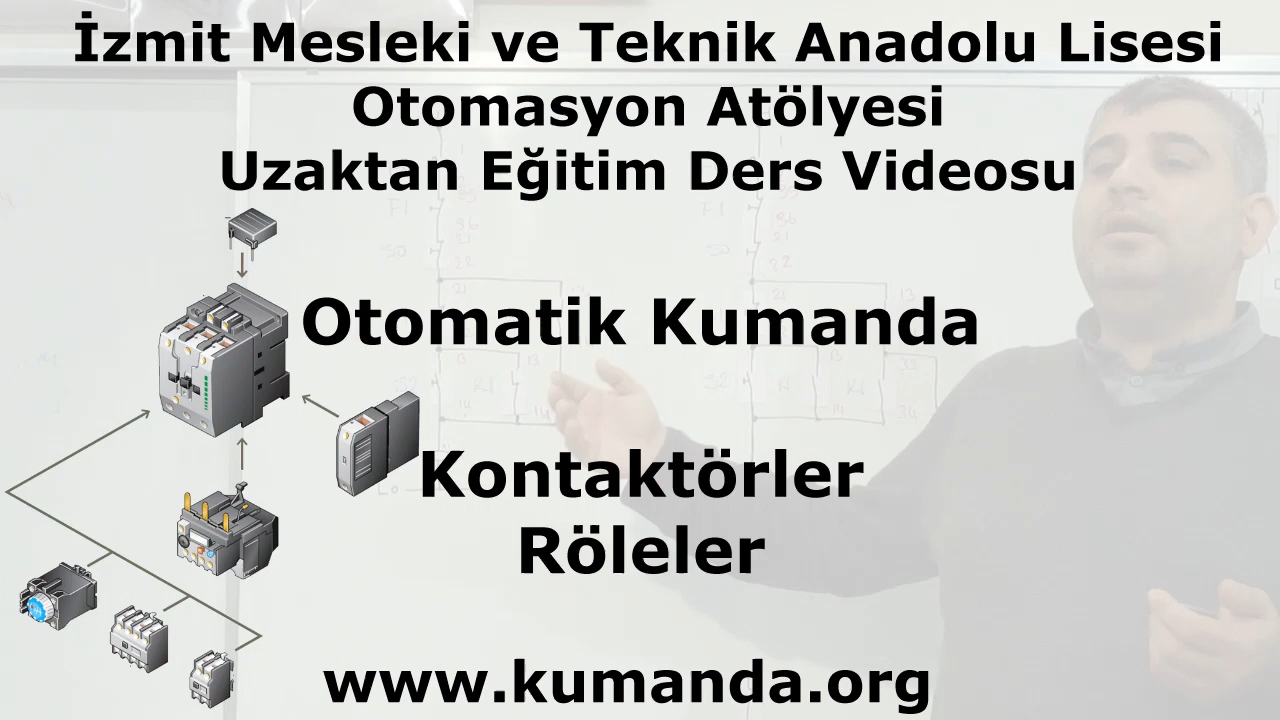 İzmit Mesleki ve Teknik Anadolu Lisesi
Otomasyon Atölyesi
Uzaktan Eğitim Ders Videosu
Otomatik Kumanda
Kontaktörler
Röleler
www.kumanda.org